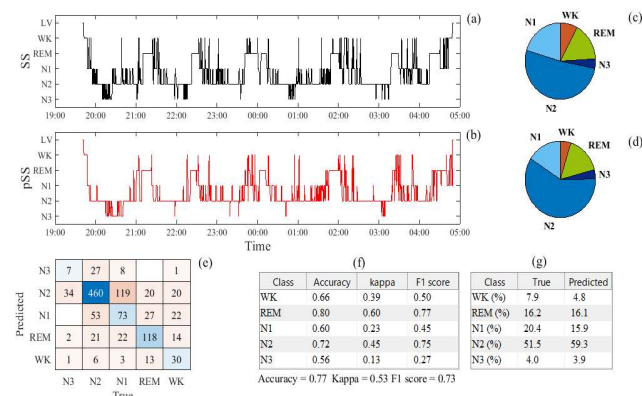 (a)
LV
WK
REM
N1
N2
N3
SS
19:00 20:00 21:00 22:00 23:00 00:00 01:00 02:00 03:00 04:00 05:00
(b)
LV
WK
REM
N1
N2
N3
pSS
19:00 20:00 21:00 22:00 23:00 00:00 01:00 02:00 03:00 04:00 05:00
Time
(c)
N1
WK
REM
N3
N2
(d)
N1
WK
REM
N3
N2
(e)
N3 7 27 8 1
N2 34 460 119 20 20
N1 53 73 27 22
REM 2 21 22 118 14
WK 1 6 3 13 30
N3 N2 N1 REM WK
Predicted
True
(f)
Class Accuracy kappa F1 score
WK 0.66 0.39 0.50
REM 0.80 0.60 0.77
N1 0.60 0.23 0.45
N2 0.72 0.45 0.75
N3 0.56 0.13 0.27
Accuracy = 0.77 Kappa = 0.53 F1 score = 0.73
(g)
Class True Predicted
WK (%) 7.9 4.8
REM (%) 16.2 16.1
N1 (%) 20.4 15.9
N2 (%) 51.5 59.3
N3 (%) 4.0 3.9